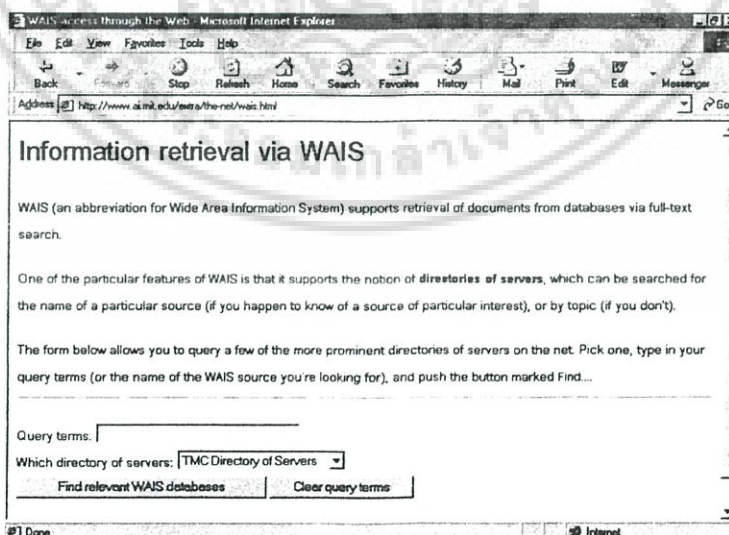 WAIS access through the Web - Microsoft Internet Explorer
File Edit View Favorites Tools Help
Back Forward Stop Refresh Home Search Favorites History Mail Print Edit Messenger
Address http://www.ai.mit.edu/extra/the-net/wais.html Go
Information retrieval via WAIS
WAIS (an abbreviation for Wide Area Information System) supports retrieval of documents from databases via full-text
search.
One of the particular features of WAIS is that it supports the notion of directories of servers, which can be searched for
the name of a particular source (if you happen to know of a source of particular interest), or by topic (if you don't).
The form below allows you to query a few of the more prominent directories of servers on the net. Pick one, type in your
query terms (or the name of the WAIS source you're looking for), and push the button marked Find....
Query terms:
Which directory of servers: TMC Directory of Servers
Find relevant WAIS databases Clear query terms
Done Internet